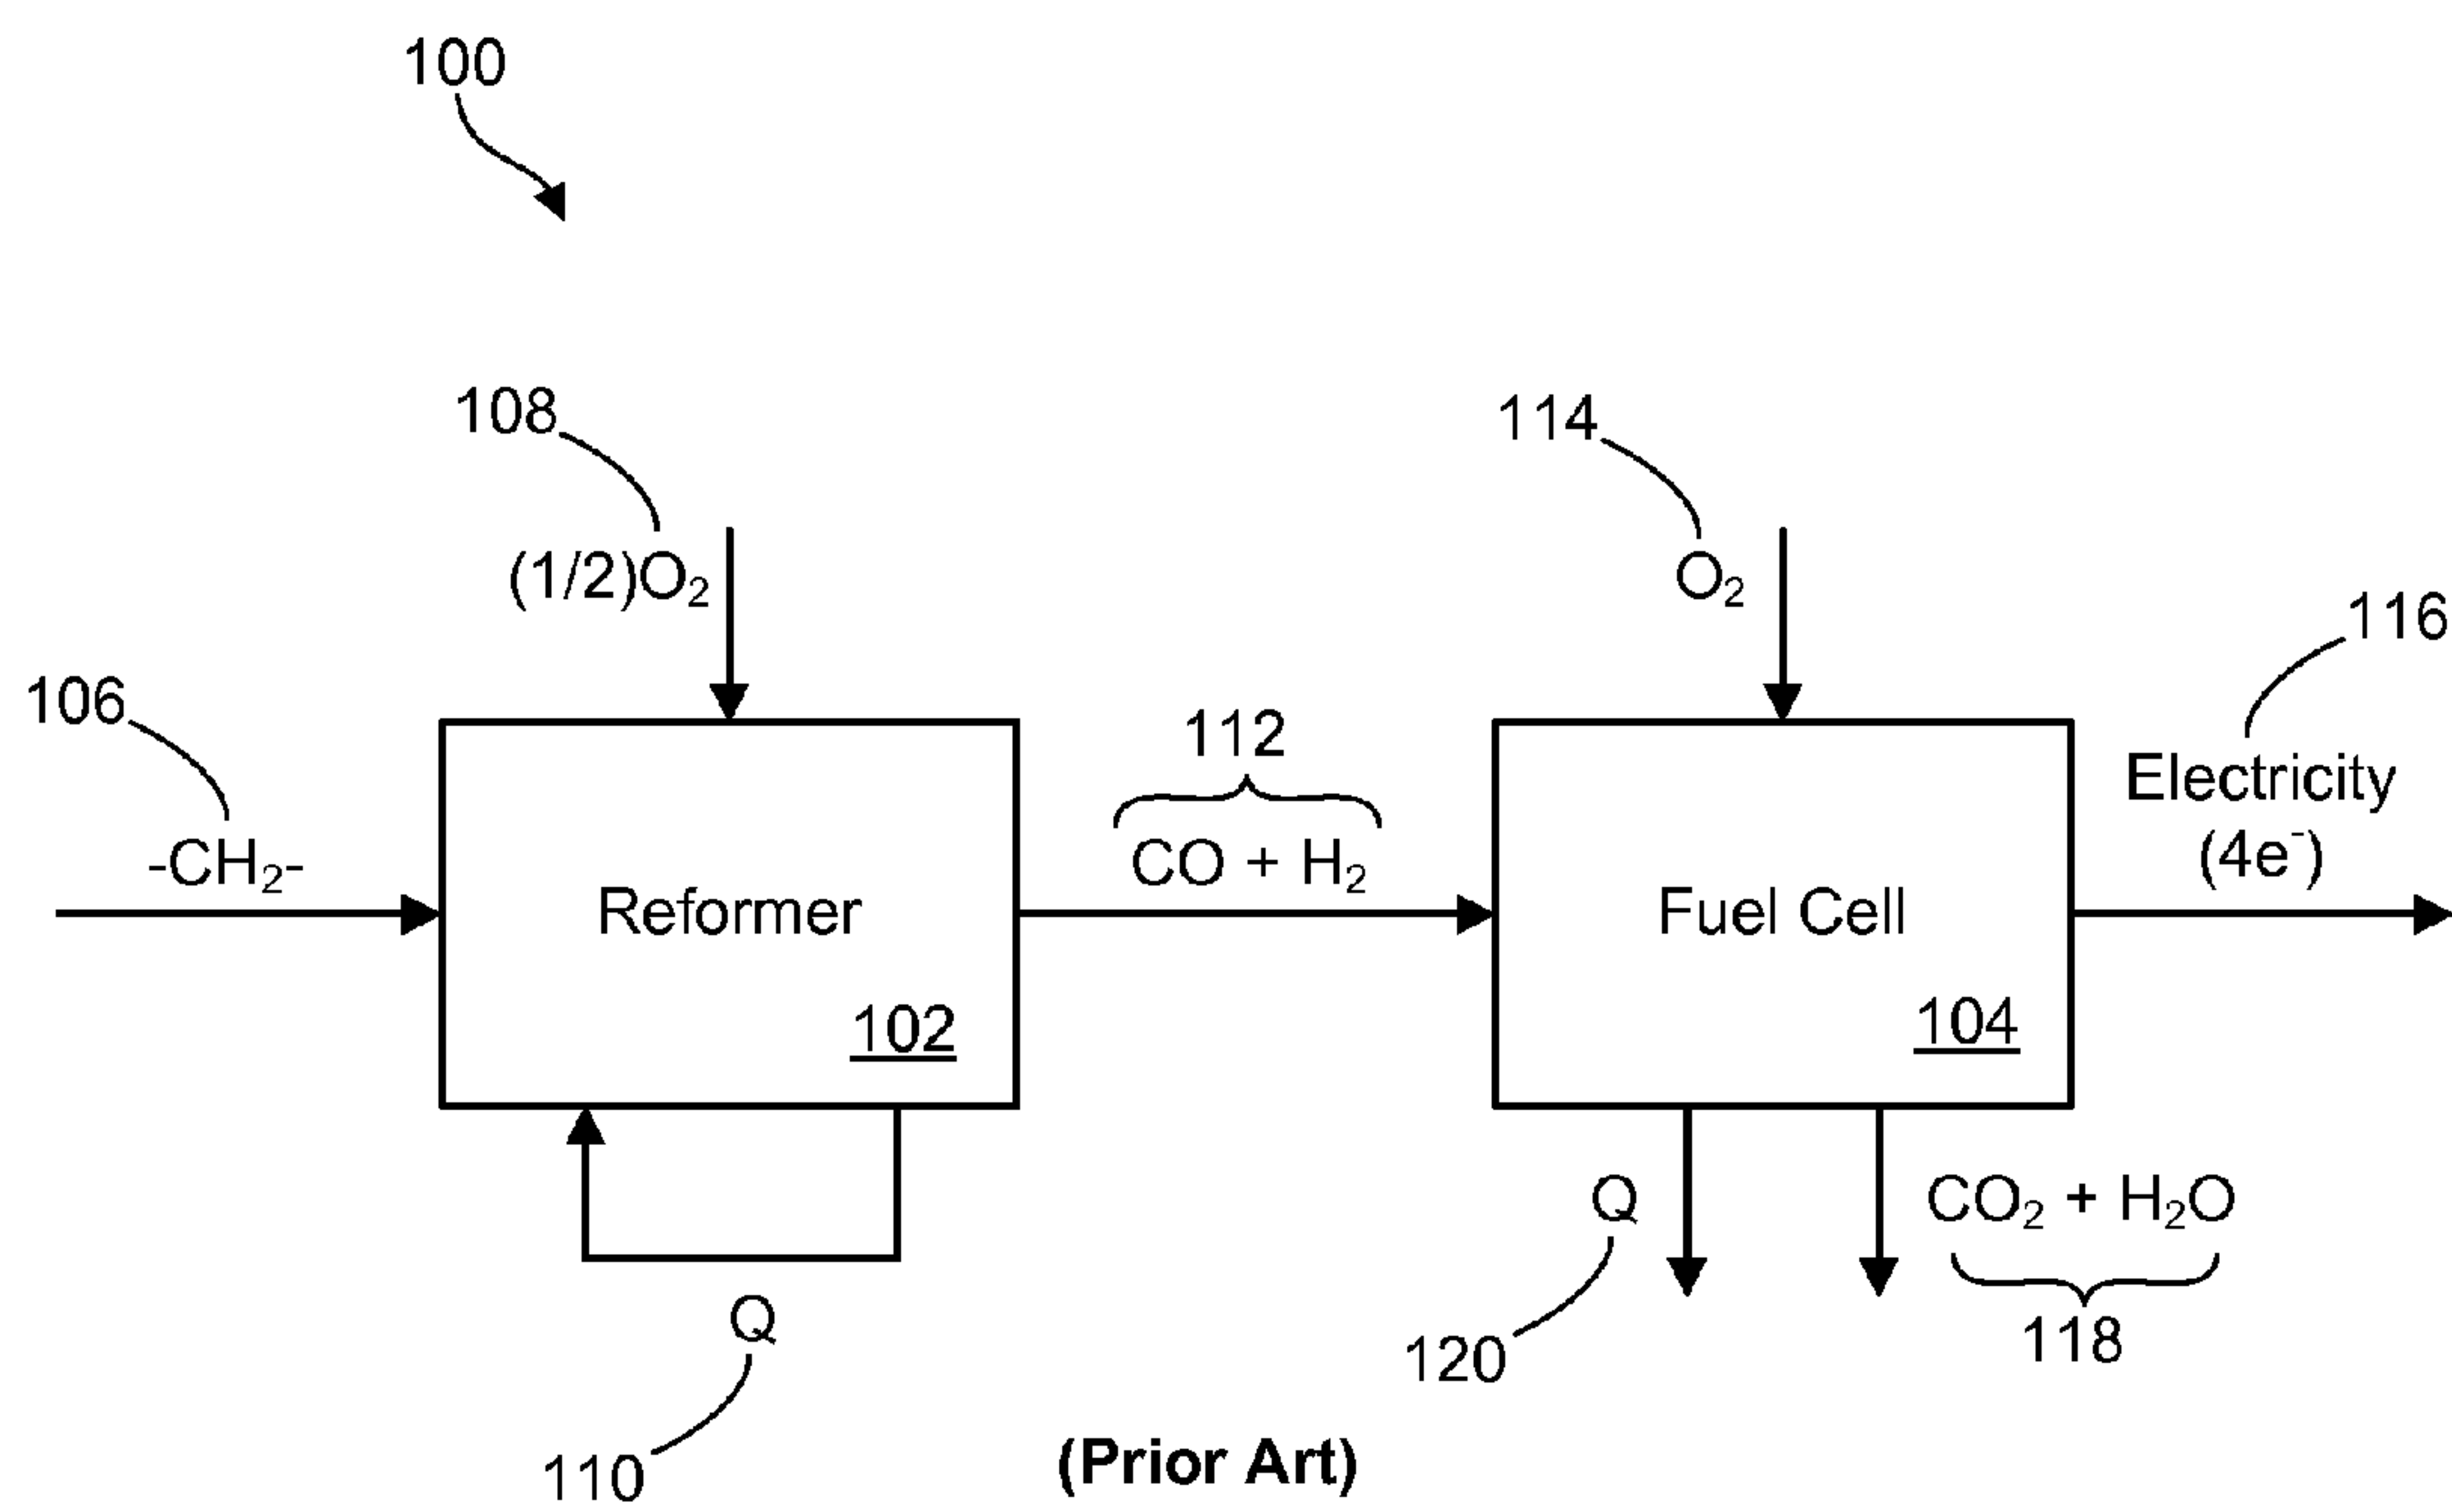 100
108
(1/2)O₂
114
O₂
116
Electricity
(4e⁻)
106
-CH₂-
112
CO + H₂
Reformer
102
Fuel Cell
104
Q
110
Q
120
CO₂ + H₂O
118
(Prior Art)